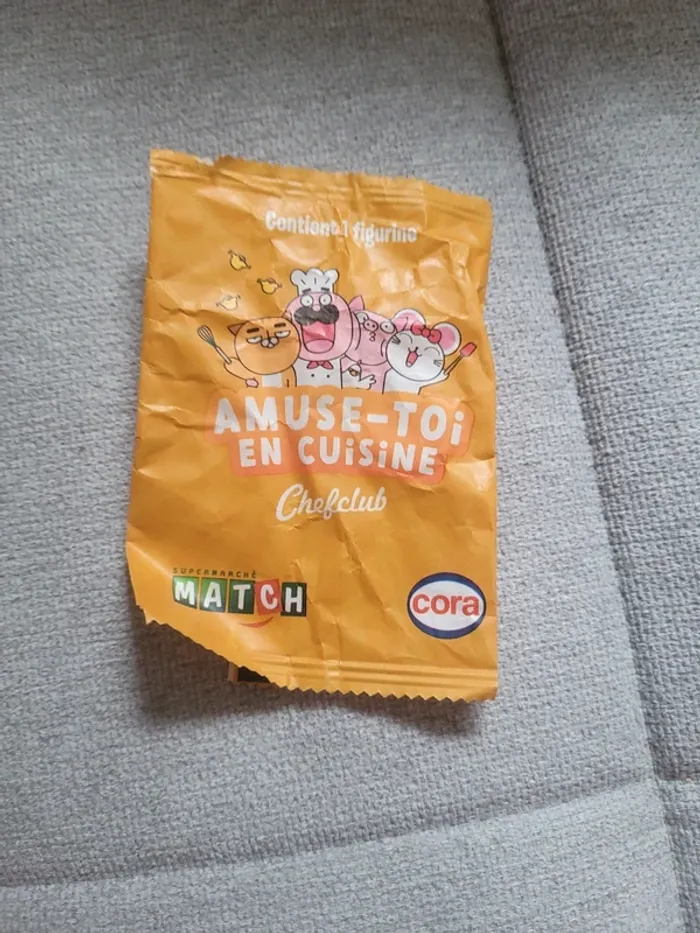 Contient 1 figurine
AMUSE-TOi
EN CUiSiNE
Chefclub
SUPERMARCHÉ
MATCH
cora